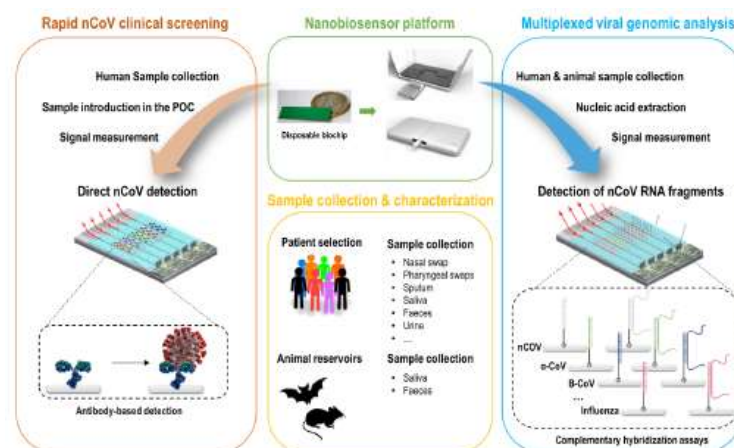 Rapid nCoV clinical screening
Human Sample collection
Sample introduction in the POC
Signal measurement
Direct nCoV detection
Antibody-based detection
Nanobiosensor platform
Disposable biochip
Sample collection & characterization
Patient selection
Sample collection
• Nasal swap
• Pharyngeal swaps
• Sputum
• Saliva
• Faeces
• Urine
• ....
Animal reservoirs
Sample collection
• Saliva
• Faeces
Multiplexed viral genomic analysis
Human & animal sample collection
Nucleic acid extraction
Signal measurement
Detection of nCoV RNA fragments
nCOV
α-CoV
B-CoV
...
Influenza
Complementary hybridization assays